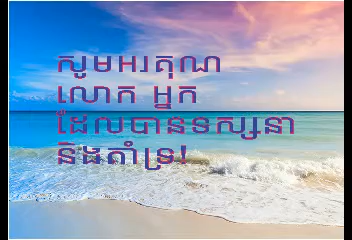 សូមអរគុណ
លោក អ្នក
ដែលបានទស្សនា
និងគាំទ្រ!